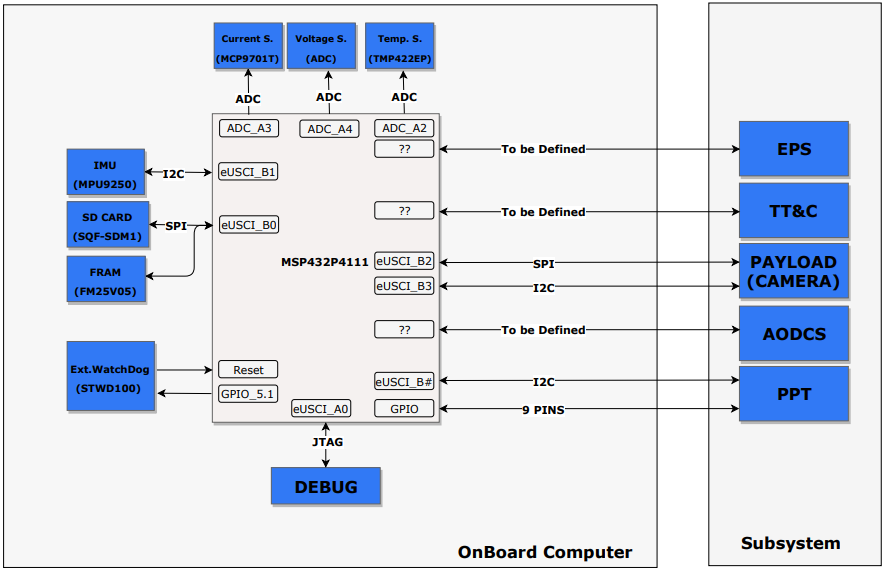 Current S.
(MCP9701T)
Voltage S.
(ADC)
Temp. S.
(TMP422EP)
ADC
ADC
ADC
ADC_A3
ADC_A4
ADC_A2
??
To be Defined
EPS
IMU
(MPU9250)
I2C
eUSCI_B1
SD CARD
(SQF-SDM1)
SPI
eUSCI_B0
??
To be Defined
TT&C
FRAM
(FM25V05)
MSP432P4111
eUSCI_B2
SPI
eUSCI_B3
I2C
PAYLOAD
(CAMERA)
??
To be Defined
AODCS
Ext.WatchDog
(STWD100)
Reset
GPIO_5.1
eUSCI_B#
I2C
PPT
eUSCI_A0
GPIO
9 PINS
JTAG
DEBUG
OnBoard Computer
Subsystem